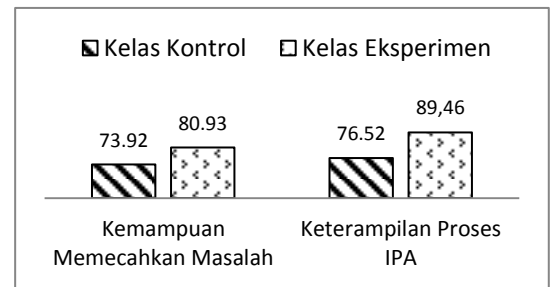 Kelas Kontrol Kelas Eksperimen
73.92 80.93 76.52 89,46
Kemampuan Memecahkan Masalah
Keterampilan Proses IPA